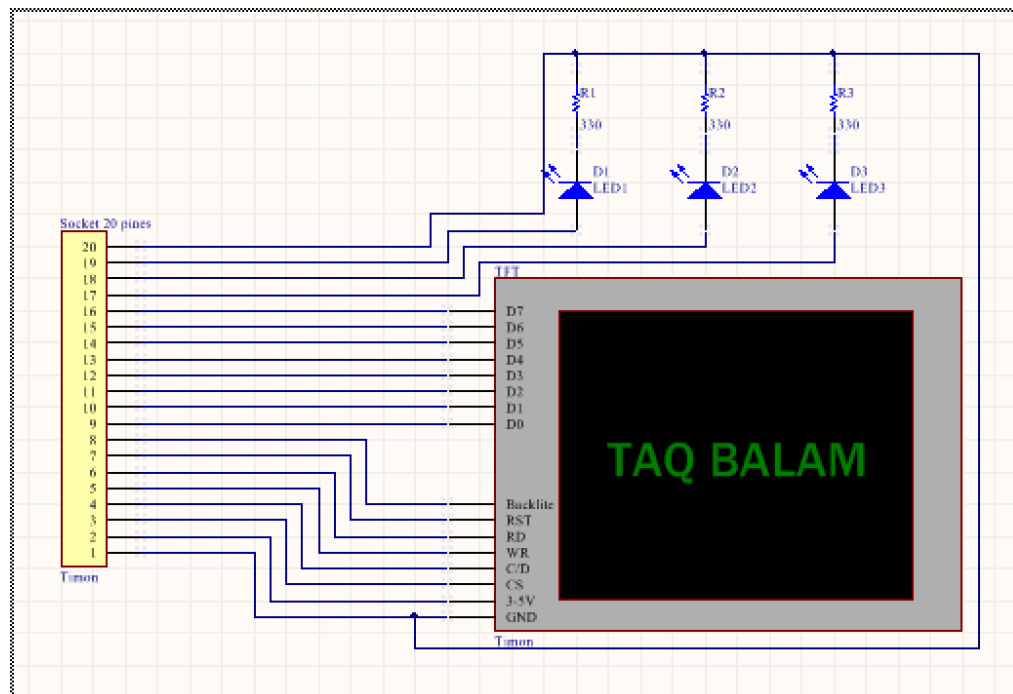 R1
330
D1
LED1
R2
330
D2
LED2
R3
330
D3
LED3
Socket 20 pines
20
19
18
17
16
15
14
13
12
11
10
9
8
7
6
5
4
3
2
1
Timon
TFT
D7
D6
D5
D4
D3
D2
D1
D0
Backlite
RST
RD
WR
C/D
CS
3-5V
GND
TAQ BALAM
Timon